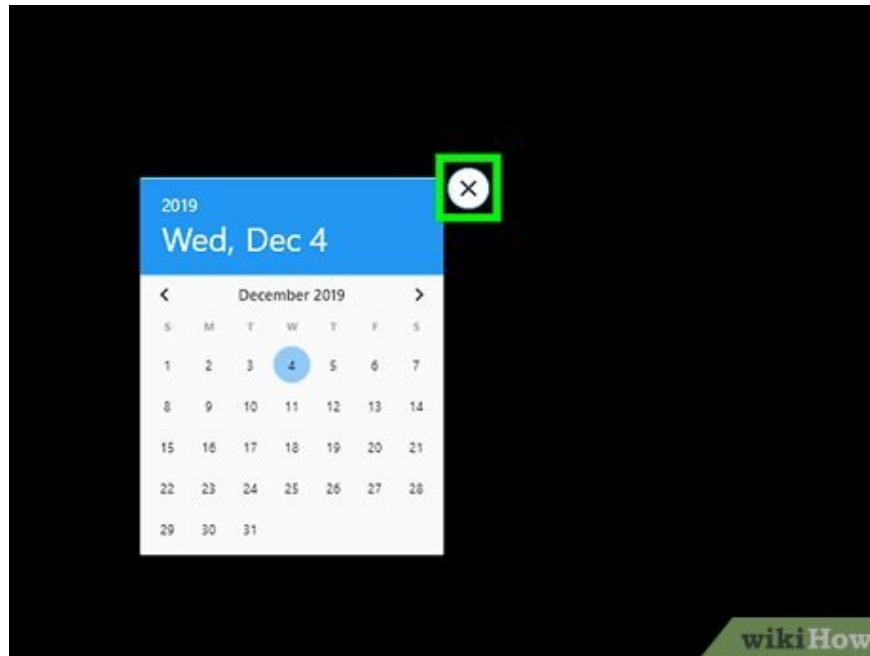 2019
Wed, Dec 4
December 2019
S M T W T F S
1 2 3 4 5 6 7
8 9 10 11 12 13 14
15 16 17 18 19 20 21
22 23 24 25 26 27 28
29 30 31
wikiHow